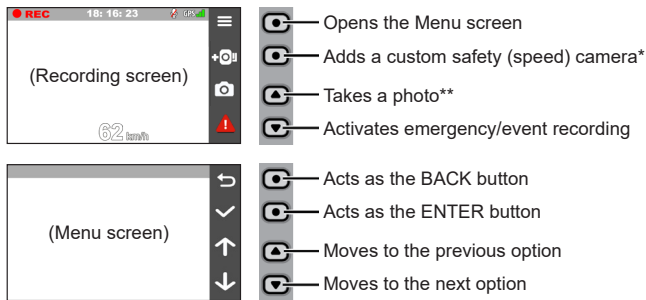 REC 18: 16: 23 GPS
(Recording screen)
62 km/h
Opens the Menu screen
Adds a custom safety (speed) camera*
Takes a photo**
Activates emergency/event recording
(Menu screen)
Acts as the BACK button
Acts as the ENTER button
Moves to the previous option
Moves to the next option